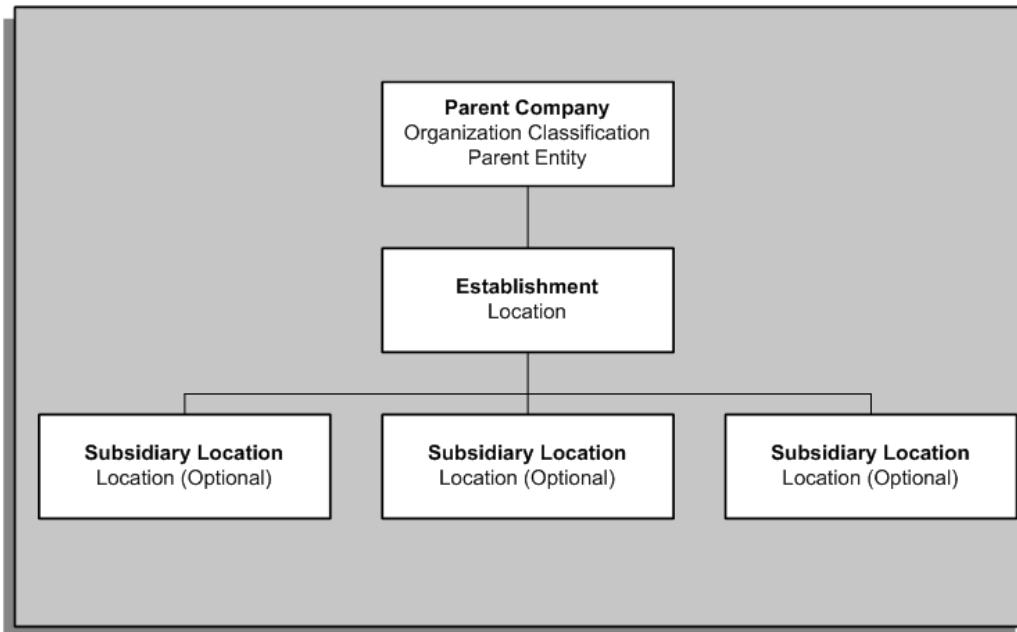 Parent Company
Organization Classification
Parent Entity
Establishment
Location
Subsidiary Location
Location (Optional)
Subsidiary Location
Location (Optional)
Subsidiary Location
Location (Optional)